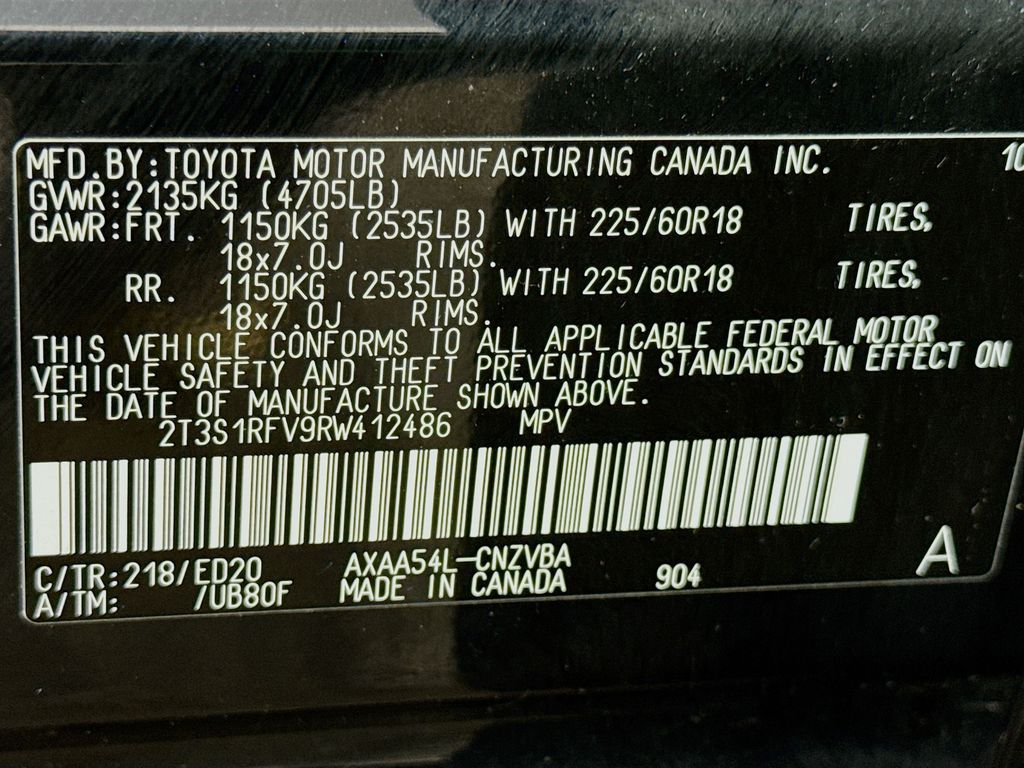 MFD.BY:TOYOTA MOTOR MANUFACTURING CANADA INC. 10
GVWR:2135KG (4705LB)
GAWR:FRT. 1150KG (2535LB) WITH 225/60R18 TIRES,
18x7.0J RIMS.
RR. 1150KG (2535LB) WITH 225/60R18 TIRES,
18x7.0J RIMS.
THIS VEHICLE CONFORMS TO ALL APPLICABLE FEDERAL MOTOR
VEHICLE SAFETY AND THEFT PREVENTION STANDARDS IN EFFECT ON
THE DATE OF MANUFACTURE SHOWN ABOVE.
2T3S1RFV9RW412486 MPV
C/TR:218/ED20 AXAA54L-CNZVBA
A/TM: /UB80F MADE IN CANADA 904 A